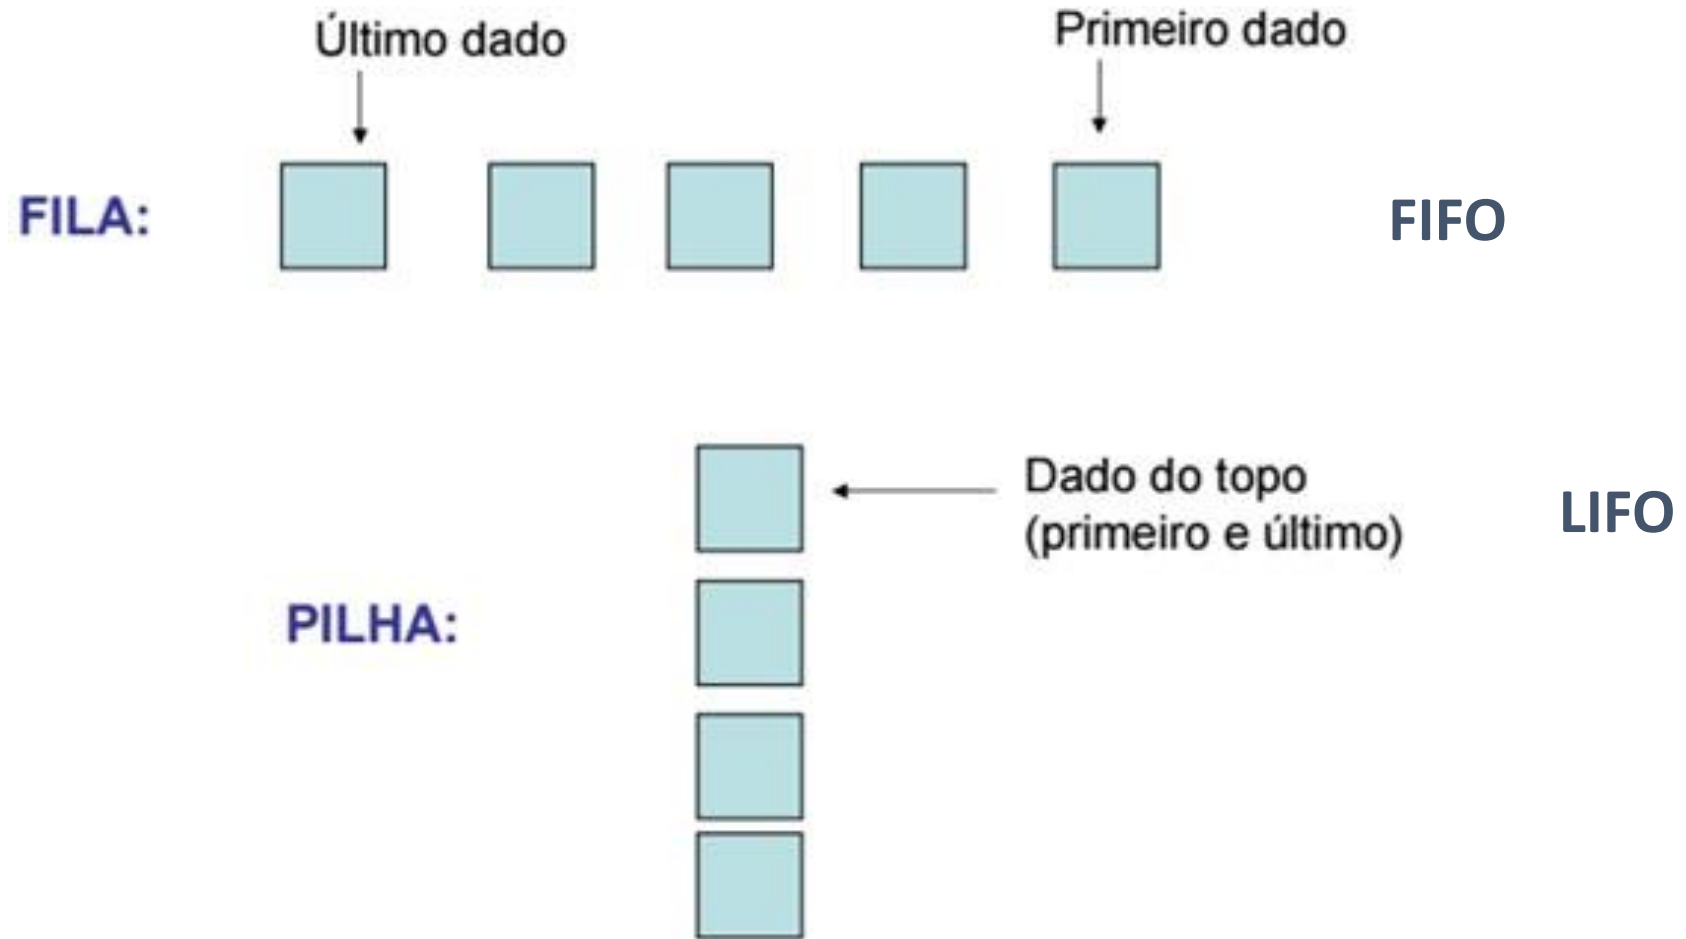 Último dado
Primeiro dado
FILA:
FIFO
Dado do topo
(primeiro e último)
LIFO
PILHA: